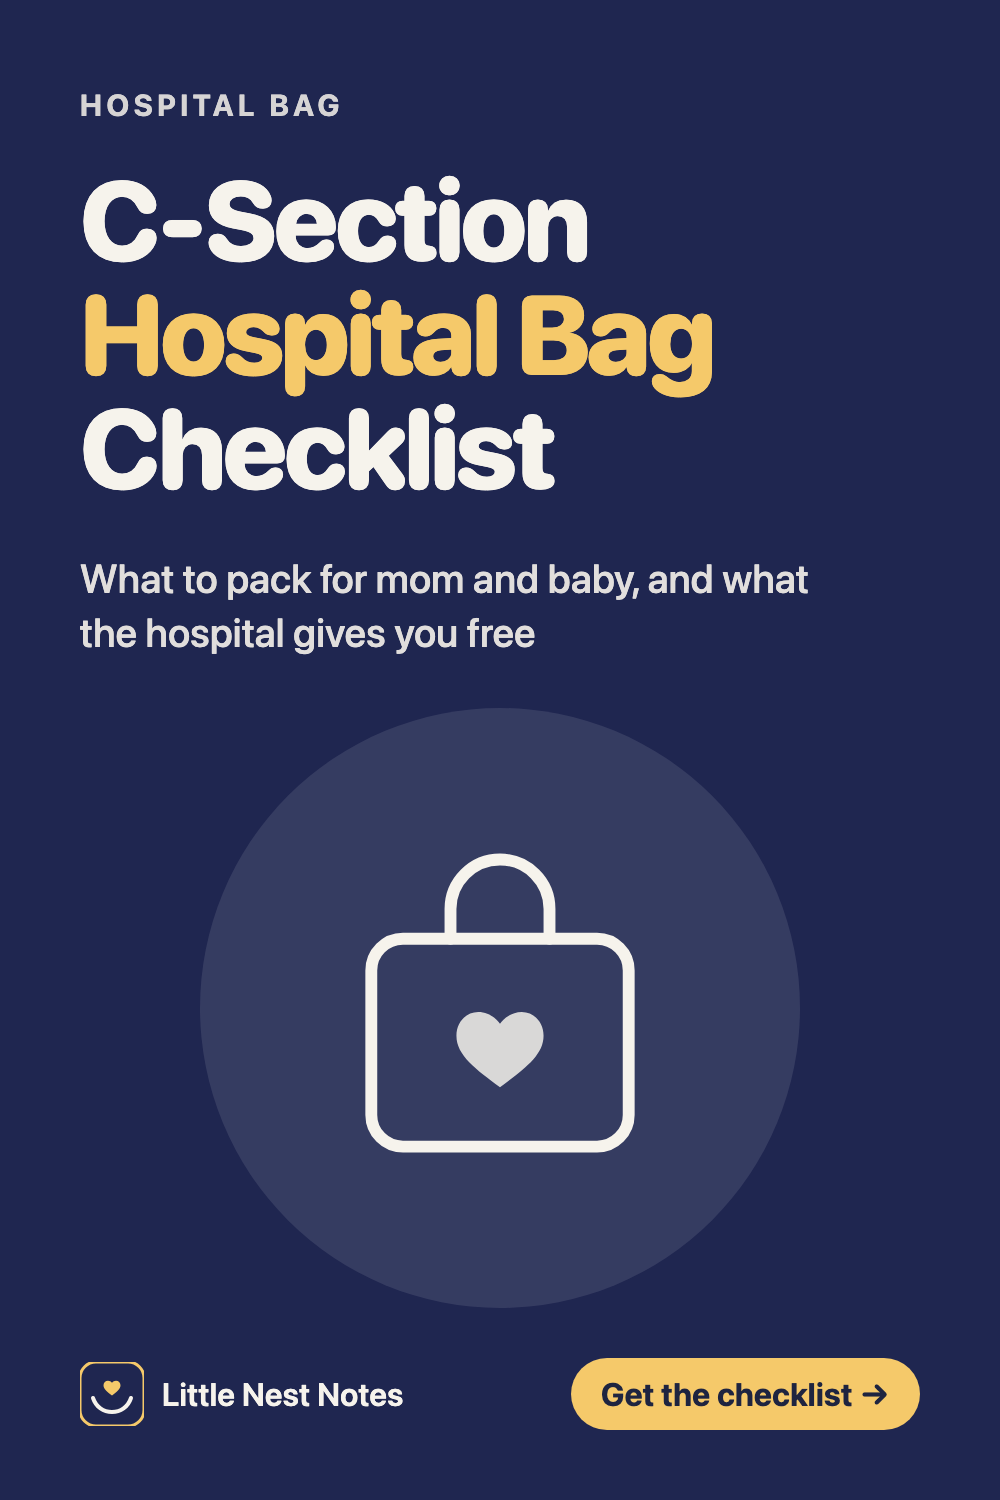 HOSPITAL BAG
C-Section
Hospital Bag
Checklist
What to pack for mom and baby, and what
the hospital gives you free
Little Nest Notes
Get the checklist →